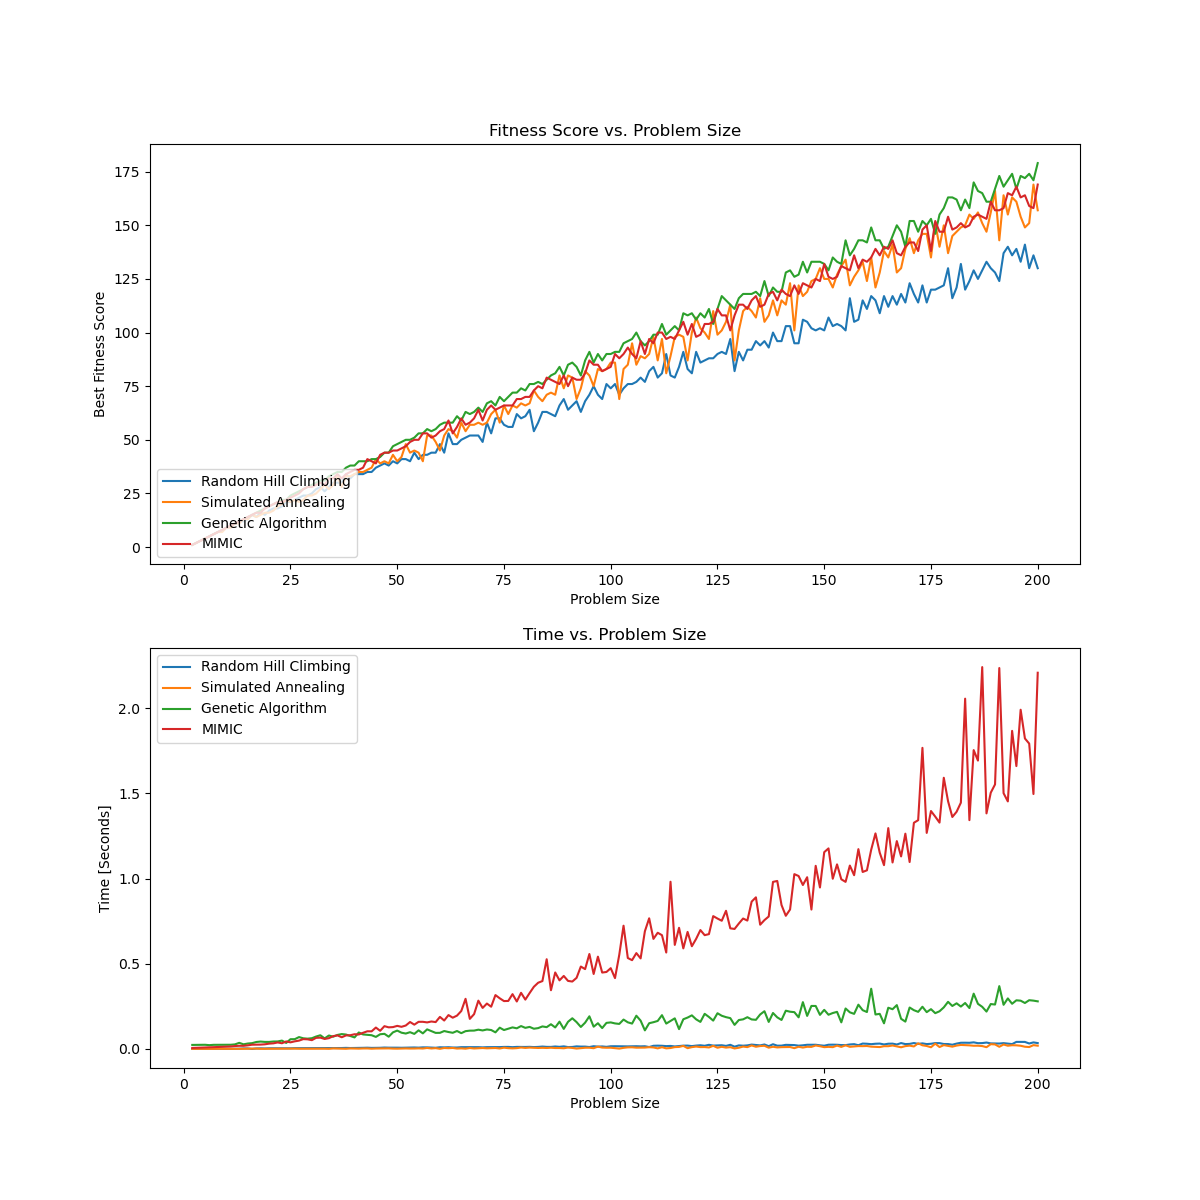 Fitness Score vs. Problem Size
175
150
125
100
75
50
25
0
Best Fitness Score
Random Hill Climbing
Simulated Annealing
Genetic Algorithm
MIMIC
0 25 50 75 100 125 150 175 200
Problem Size
Time vs. Problem Size
Random Hill Climbing
Simulated Annealing
Genetic Algorithm
MIMIC
2.0
1.5
1.0
0.5
0.0
Time [Seconds]
0 25 50 75 100 125 150 175 200
Problem Size